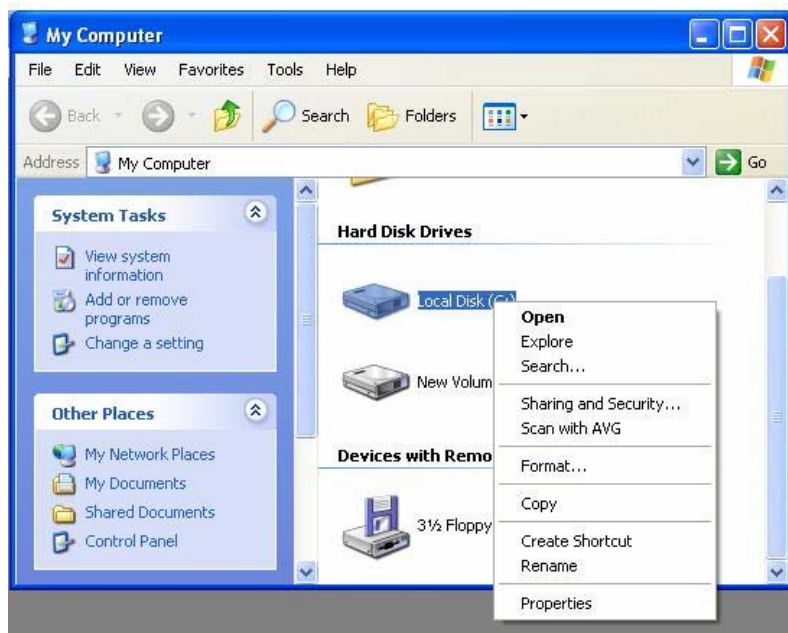 My Computer
File Edit View Favorites Tools Help
Back Search Folders
Address My Computer Go
System Tasks
View system
information
Add or remove
programs
Change a setting
Other Places
My Network Places
My Documents
Shared Documents
Control Panel
Hard Disk Drives
Local Disk (C:)
New Volum
Devices with Remo
3½ Floppy
Open
Explore
Search...
Sharing and Security...
Scan with AVG
Format...
Copy
Create Shortcut
Rename
Properties